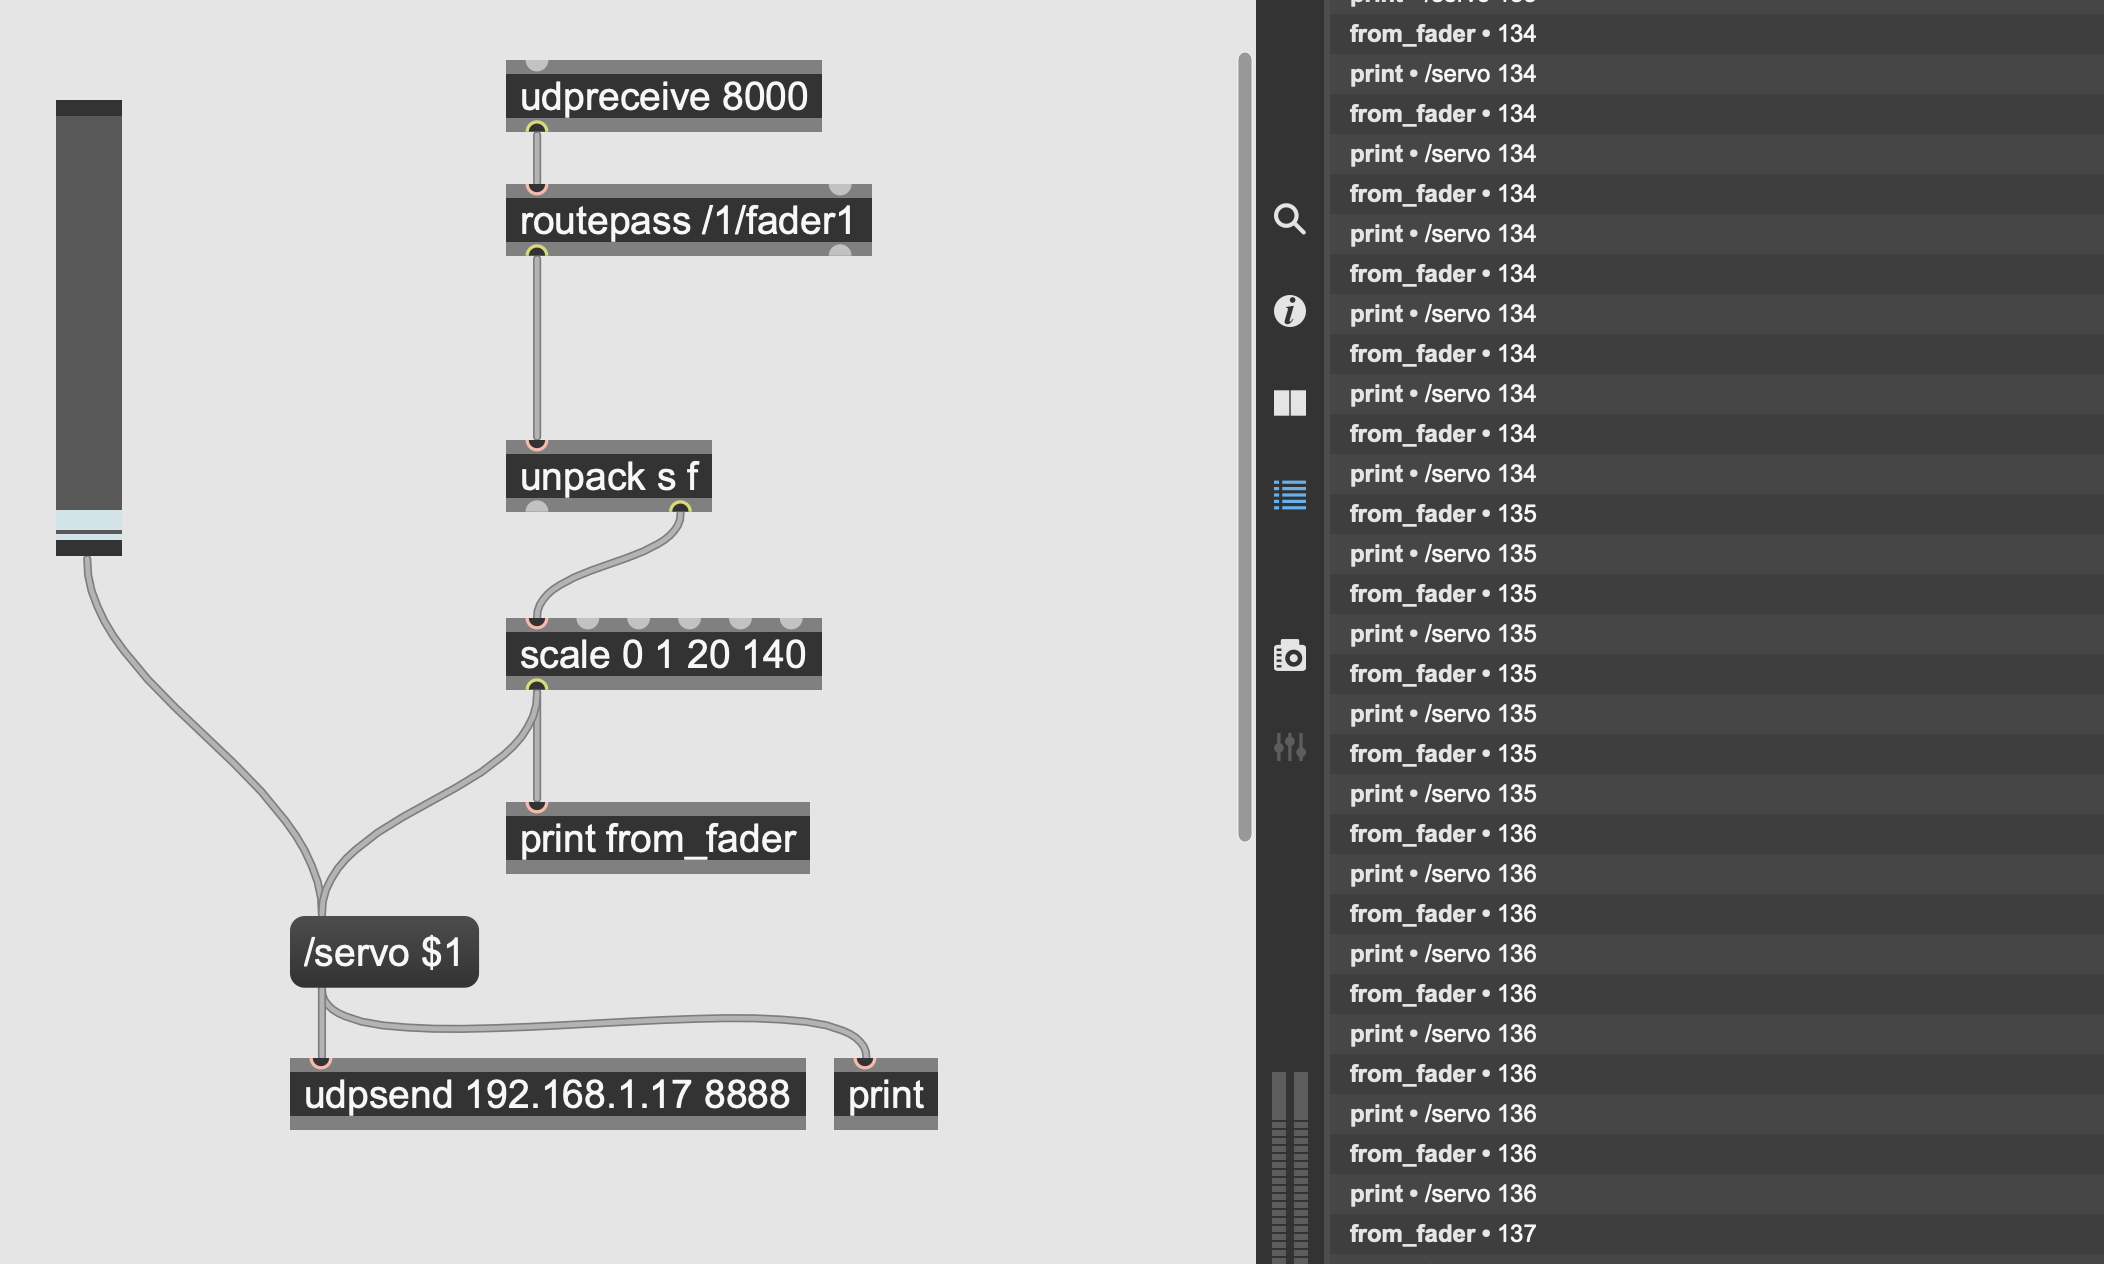 udpreceive 8000
routepass /1/fader1
unpack s f
scale 0 1 20 140
print from_fader
/servo $1
udpsend 192.168.1.17 8888
print
from_fader • 134
print • /servo 134
from_fader • 134
print • /servo 134
from_fader • 134
print • /servo 134
from_fader • 134
print • /servo 134
from_fader • 134
print • /servo 134
from_fader • 134
print • /servo 134
from_fader • 135
print • /servo 135
from_fader • 135
print • /servo 135
from_fader • 135
print • /servo 135
from_fader • 135
print • /servo 135
from_fader • 136
print • /servo 136
from_fader • 136
print • /servo 136
from_fader • 136
print • /servo 136
from_fader • 136
print • /servo 136
from_fader • 136
print • /servo 136
from_fader • 137